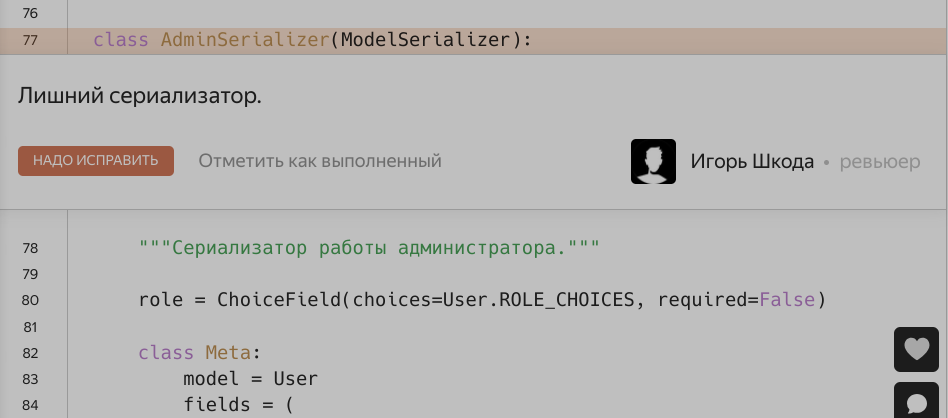 76
77 class AdminSerializer(ModelSerializer):
Лишний сериализатор.
НАДО ИСПРАВИТЬ Отметить как выполненный Игорь Шкода • ревьюер
78 """Сериализатор работы администратора."""
79
80 role = ChoiceField(choices=User.ROLE_CHOICES, required=False)
81
82 class Meta:
83 model = User
84 fields = (